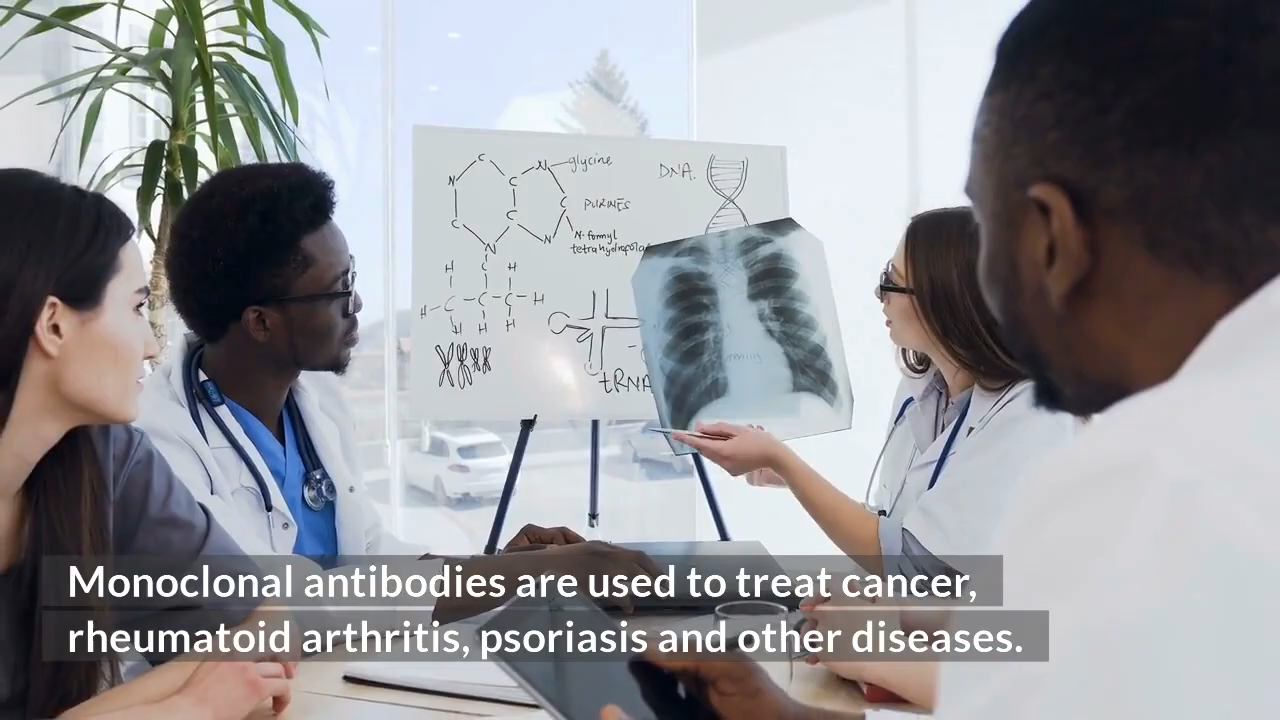 glycine
DNA.
PURINES
N-formyl
tRNA
Monoclonal antibodies are used to treat cancer,
rheumatoid arthritis, psoriasis and other diseases.